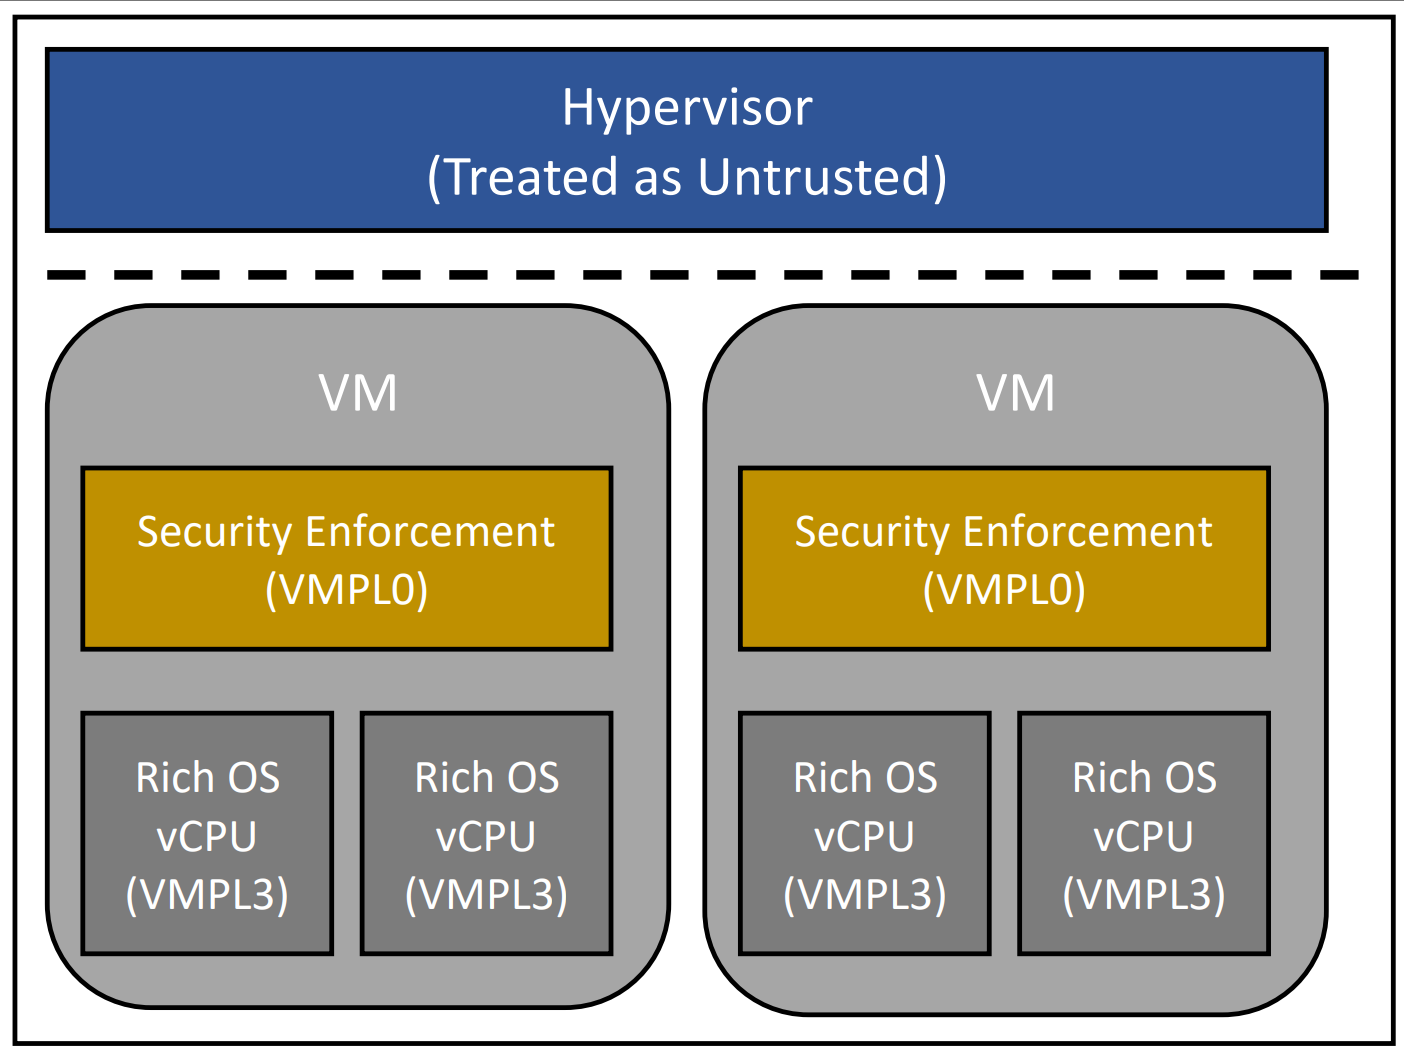 Hypervisor
(Treated as Untrusted)
VM
Security Enforcement
(VMPL0)
Rich OS
vCPU
(VMPL3)
Rich OS
vCPU
(VMPL3)
VM
Security Enforcement
(VMPL0)
Rich OS
vCPU
(VMPL3)
Rich OS
vCPU
(VMPL3)